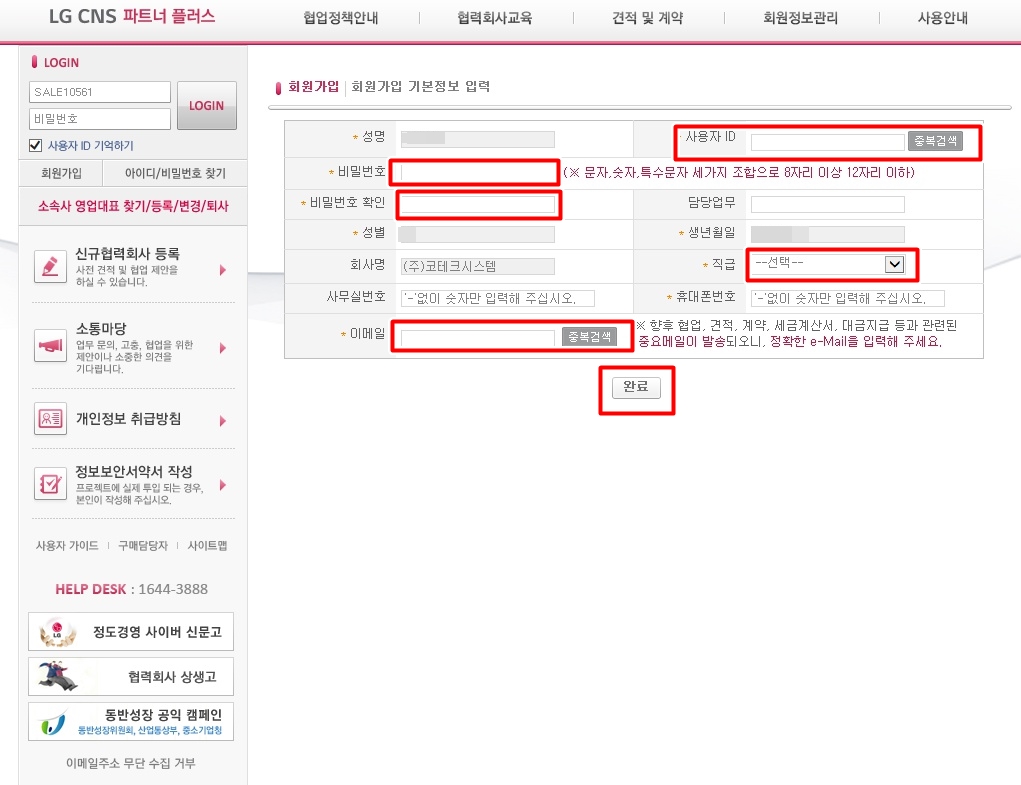 LG CNS 파트너 플러스
협업정책안내
협력회사교육
견적 및 계약
회원정보관리
사용안내
LOGIN
SALE10561
비밀번호
LOGIN
사용자 ID 기억하기
회원가입
아이디/비밀번호 찾기
소속사 영업대표 찾기/등록/변경/퇴사
신규협력회사 등록
사전 견적 및 협업 제안을
하실 수 있습니다.
소통마당
업무 문의, 고충, 협업을 위한
제안이나 소중한 의견을
기다립니다.
개인정보 취급방침
정보보안서약서 작성
프로젝트에 실제 투입 되는 경우,
본인이 작성해 주십시오.
사용자 가이드
구매담당자
사이트맵
HELP DESK : 1644-3888
LG
정도경영 사이버 신문고
협력회사 상생고
동반성장 공익 캠페인
동반성장위원회, 산업통상부, 중소기업청
이메일주소 무단 수집 거부
회원가입 | 회원가입 기본정보 입력
* 성명
* 사용자 ID
중복검색
* 비밀번호
(※ 문자,숫자,특수문자 세가지 조합으로 8자리 이상 12자리 이하)
* 비밀번호 확인
담당업무
* 성별
* 생년월일
회사명
(주)코테크시스템
* 직급
--선택--
사무실번호
'-'없이 숫자만 입력해 주십시오.
* 휴대폰번호
'-'없이 숫자만 입력해 주십시오.
* 이메일
중복검색
※ 향후 협업, 견적, 계약, 세금계산서, 대금지급 등과 관련된
중요메일이 발송되오니, 정확한 e-Mail을 입력해 주세요.
완료